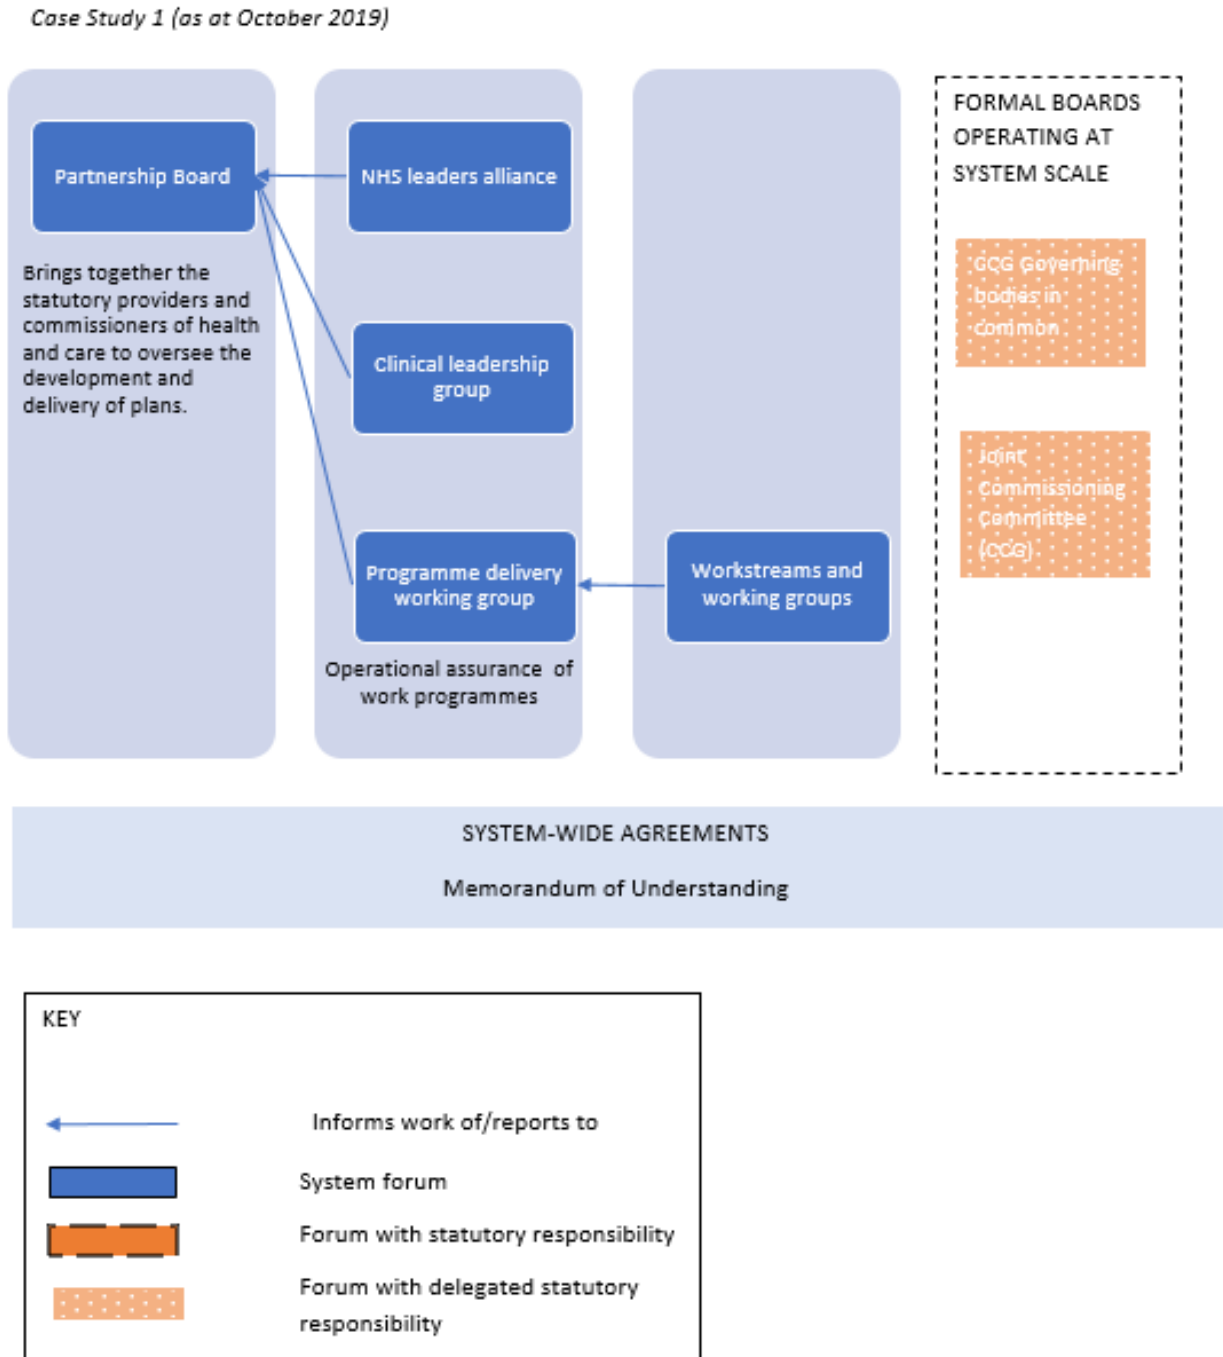 Case Study 1 (as at October 2019)
Partnership Board
Brings together the
statutory providers and
commissioners of health
and care to oversee the
development and
delivery of plans.
NHS leaders alliance
Clinical leadership
group
Programme delivery
working group
Operational assurance of
work programmes
Workstreams and
working groups
FORMAL BOARDS
OPERATING AT
SYSTEM SCALE
CCG Governing
bodies in
common
Joint
Commissioning
Committee
(CCG)
SYSTEM-WIDE AGREEMENTS
Memorandum of Understanding
KEY
Informs work of/reports to
System forum
Forum with statutory responsibility
Forum with delegated statutory
responsibility